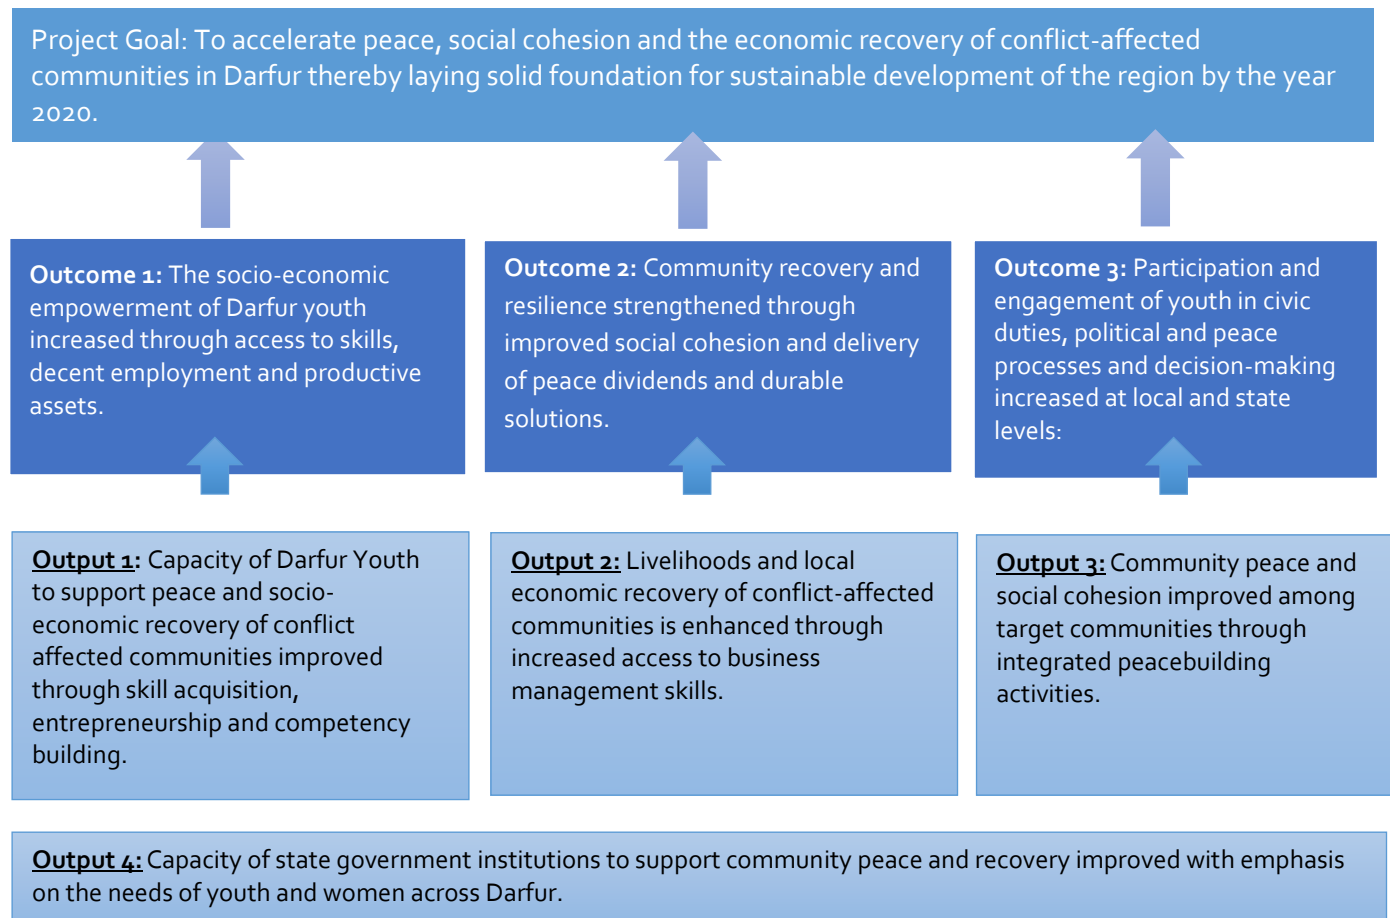 Project Goal: To accelerate peace, social cohesion and the economic recovery of conflict-affected
communities in Darfur thereby laying solid foundation for sustainable development of the region by the year
2020.
Outcome 1: The socio-economic
empowerment of Darfur youth
increased through access to skills,
decent employment and productive
assets.
Outcome 2: Community recovery and
resilience strengthened through
improved social cohesion and delivery
of peace dividends and durable
solutions.
Outcome 3: Participation and
engagement of youth in civic
duties, political and peace
processes and decision-making
increased at local and state
levels:
Output 1: Capacity of Darfur Youth
to support peace and socio-
economic recovery of conflict
affected communities improved
through skill acquisition,
entrepreneurship and competency
building.
Output 2: Livelihoods and local
economic recovery of conflict-affected
communities is enhanced through
increased access to business
management skills.
Output 3: Community peace and
social cohesion improved among
target communities through
integrated peacebuilding
activities.
Output 4: Capacity of state government institutions to support community peace and recovery improved with emphasis
on the needs of youth and women across Darfur.